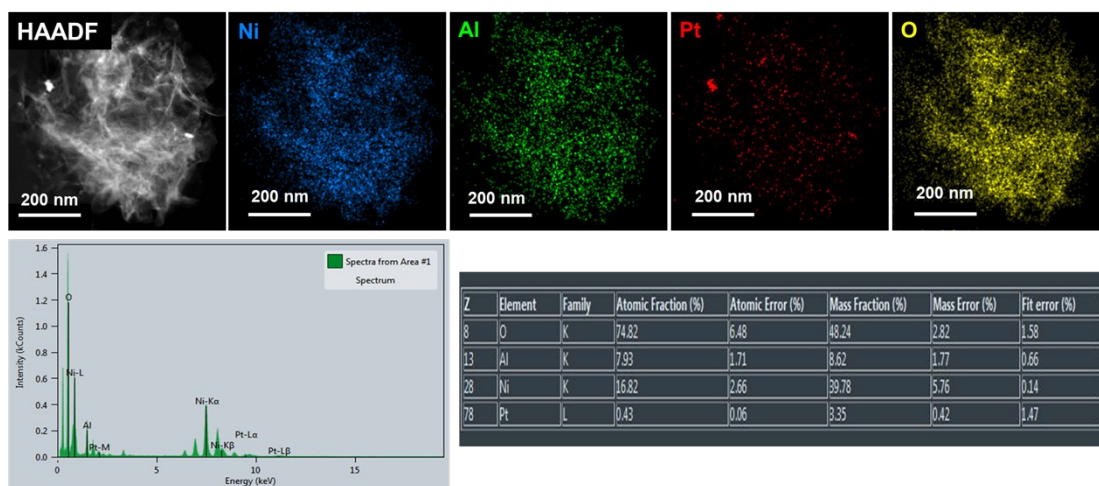 HAADF
Ni
Al
Pt
O
200 nm
200 nm
200 nm
200 nm
200 nm
1.6
1.4
1.2
1.0
0.8
0.6
0.4
0.2
0.0
Intensity (kCounts)
Spectra from Area #1
Spectrum
O
Ni-L
Al
Pt-M
Ni-Kα
Ni-Kβ
Pt-Lα
Pt-Lβ
0 5 10 15
Energy (keV)
Z Element Family Atomic Fraction (%) Atomic Error (%) Mass Fraction (%) Mass Error (%) Fit error (%)
8 O K 74.82 6.48 48.24 2.82 1.58
13 Al K 7.93 1.71 8.62 1.77 0.66
28 Ni K 16.82 2.66 39.78 5.76 0.14
78 Pt L 0.43 0.06 3.35 0.42 1.47